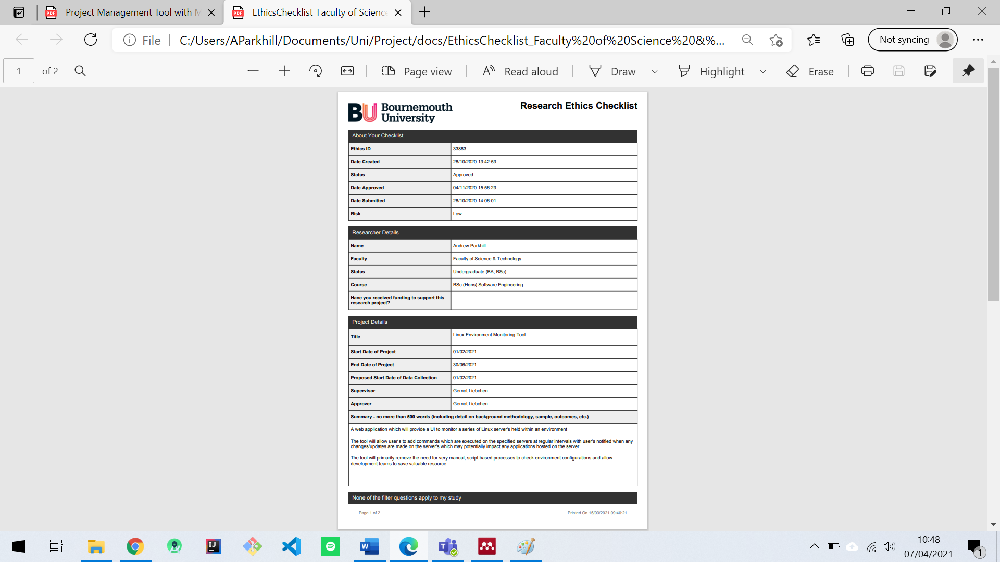 Project Management Tool with M
EthicsChecklist_Faculty of Science
File
C:/Users/AParkhill/Documents/Uni/Project/docs/EthicsChecklist_Faculty%20of%20Science%20&%...
Not syncing
1 of 2
Page view
Read aloud
Draw
Highlight
Erase
BU Bournemouth University
Research Ethics Checklist
About Your Checklist
Ethics ID 33883
Date Created 28/10/2020 13:42:53
Status Approved
Date Approved 04/11/2020 15:56:23
Date Submitted 28/10/2020 14:06:01
Risk Low
Researcher Details
Name Andrew Parkhill
Faculty Faculty of Science & Technology
Status Undergraduate (BA, BSc)
Course BSc (Hons) Software Engineering
Have you received funding to support this
research project?
Project Details
Title Linux Environment Monitoring Tool
Start Date of Project 01/02/2021
End Date of Project 30/06/2021
Proposed Start Date of Data Collection 01/02/2021
Supervisor Gernot Liebchen
Approver Gernot Liebchen
Summary - no more than 500 words (including detail on background methodology, sample, outcomes, etc.)
A web application which will provide a UI to monitor a series of Linux server's held within an environment
The tool will allow user's to add commands which are executed on the specified servers at regular intervals with user's notified when any
changes/updates are made on the server's which may potentially impact any applications hosted on the server.
The tool will primarily remove the need for very manual, script based processes to check environment configurations and allow
development teams to save valuable resource
None of the filter questions apply to my study
Page 1 of 2
Printed On 15/03/2021 09:40:21
10:48
07/04/2021
1